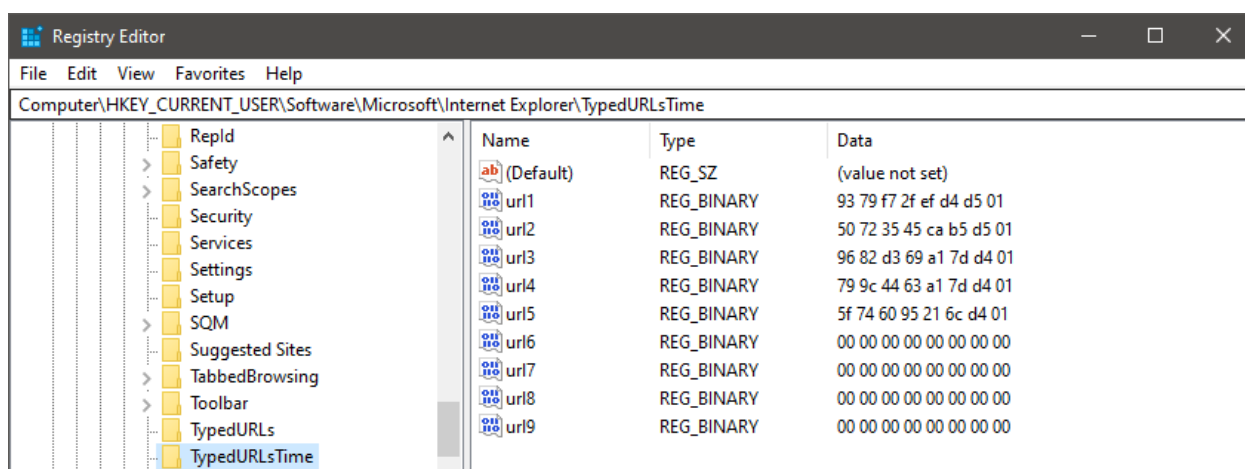 Registry Editor
File Edit View Favorites Help
Computer\HKEY_CURRENT_USER\Software\Microsoft\Internet Explorer\TypedURLsTime
RepId
Safety
SearchScopes
Security
Services
Settings
Setup
SQM
Suggested Sites
TabbedBrowsing
Toolbar
TypedURLs
TypedURLsTime
Name Type Data
ab (Default) REG_SZ (value not set)
url1 REG_BINARY 93 79 f7 2f ef d4 d5 01
url2 REG_BINARY 50 72 35 45 ca b5 d5 01
url3 REG_BINARY 96 82 d3 69 a1 7d d4 01
url4 REG_BINARY 79 9c 44 63 a1 7d d4 01
url5 REG_BINARY 5f 74 60 95 21 6c d4 01
url6 REG_BINARY 00 00 00 00 00 00 00 00
url7 REG_BINARY 00 00 00 00 00 00 00 00
url8 REG_BINARY 00 00 00 00 00 00 00 00
url9 REG_BINARY 00 00 00 00 00 00 00 00